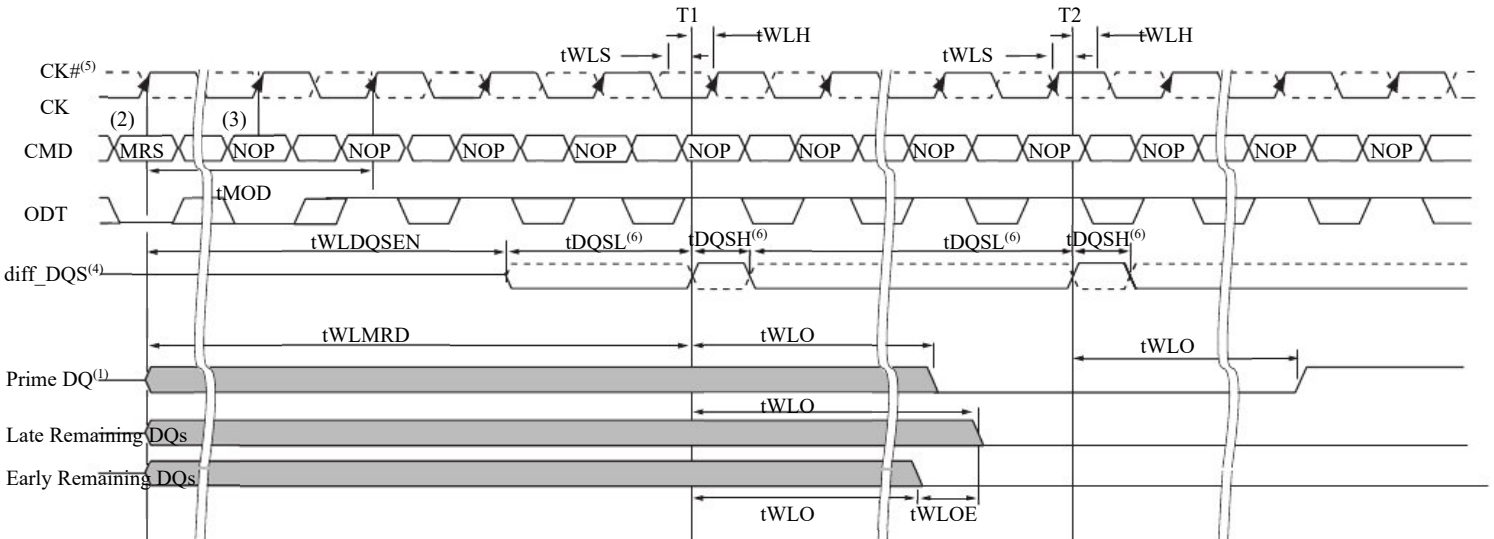 T1 T2
tWLH tWLH
tWLS tWLS
CK#(5)
CK
(2) (3)
CMD MRS NOP NOP NOP NOP NOP NOP NOP NOP NOP NOP NOP
tMOD
ODT
tWLDQSEN tDQSL(6) tDQSH(6) tDQSL(6) tDQSH(6)
diff_DQS(4)
tWLMRD tWLO
tWLO
Prime DQ(1)
tWLO
Late Remaining DQs
Early Remaining DQs
tWLO tWLOE